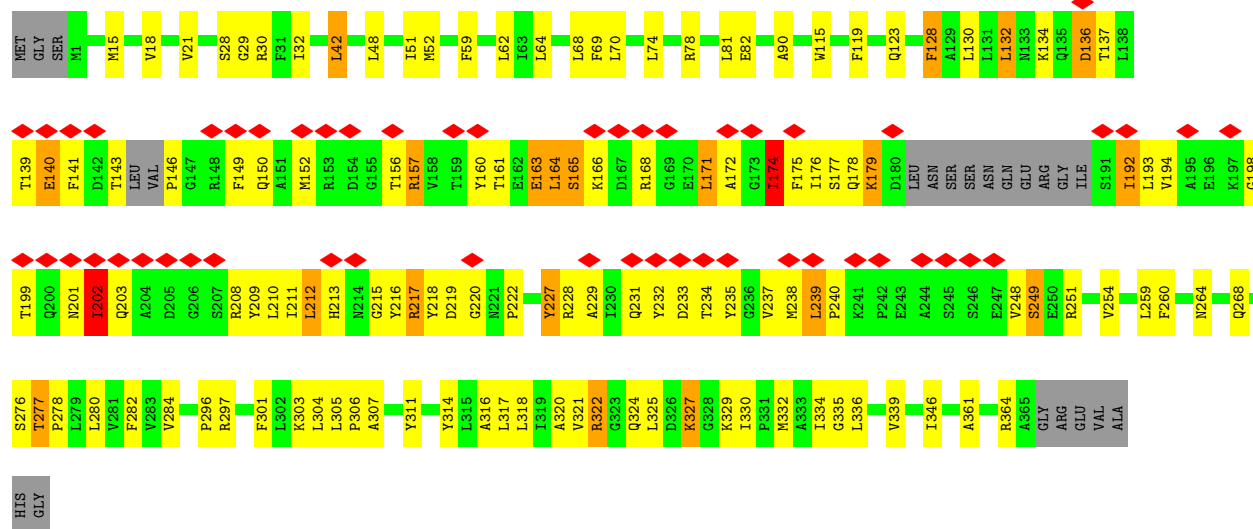 MET GLY SER M1 M15 V18 V21 S28 G29 R30 F31 I32 L42 L48 I51 M52 F59 L62 I63 L64 L68 F69 L70 L74 R78 L81 E82 A90 W115 F119 Q123 F128 A129 L130 L131 L132 N133 K134 Q135 D136 T137 L138
T139 E140 F141 D142 T143 LEU VAL P146 G147 R148 F149 Q150 A151 M152 R153 D154 G155 T156 R157 V158 T159 Y160 T161 E162 E163 L164 S165 K166 D167 R168 G169 E170 L171 A172 G173 I174 F175 I176 S177 Q178 K179 D180 LEU ASN SER SER ASN GLN GLU ARG GLY ILE S191 I192 L193 V194 A195 E196 K197 G198
T199 Q200 N201 I202 Q203 A204 D205 G206 S207 R208 Y209 L210 I211 L212 H213 N214 G215 Y216 R217 Y218 D219 G220 N221 P222 Y227 R228 A229 I230 Q231 Y232 D233 T234 Y235 G236 V237 M238 L239 P240 K241 P242 E243 A244 S245 S246 E247 V248 S249 E250 R251 V254 L259 F260 N264 Q268
S276 T277 P278 L279 L280 V281 F282 V283 V284 P296 R297 F301 L302 K303 L304 L305 P306 A307 Y311 Y314 L315 A316 L317 L318 I319 A320 V321 R322 G323 Q324 L325 D326 K327 G328 K329 I330 P331 M332 A333 I334 G335 L336 V339 I346 A361 R364 A365 GLY ARG GLU VAL ALA
HIS GLY